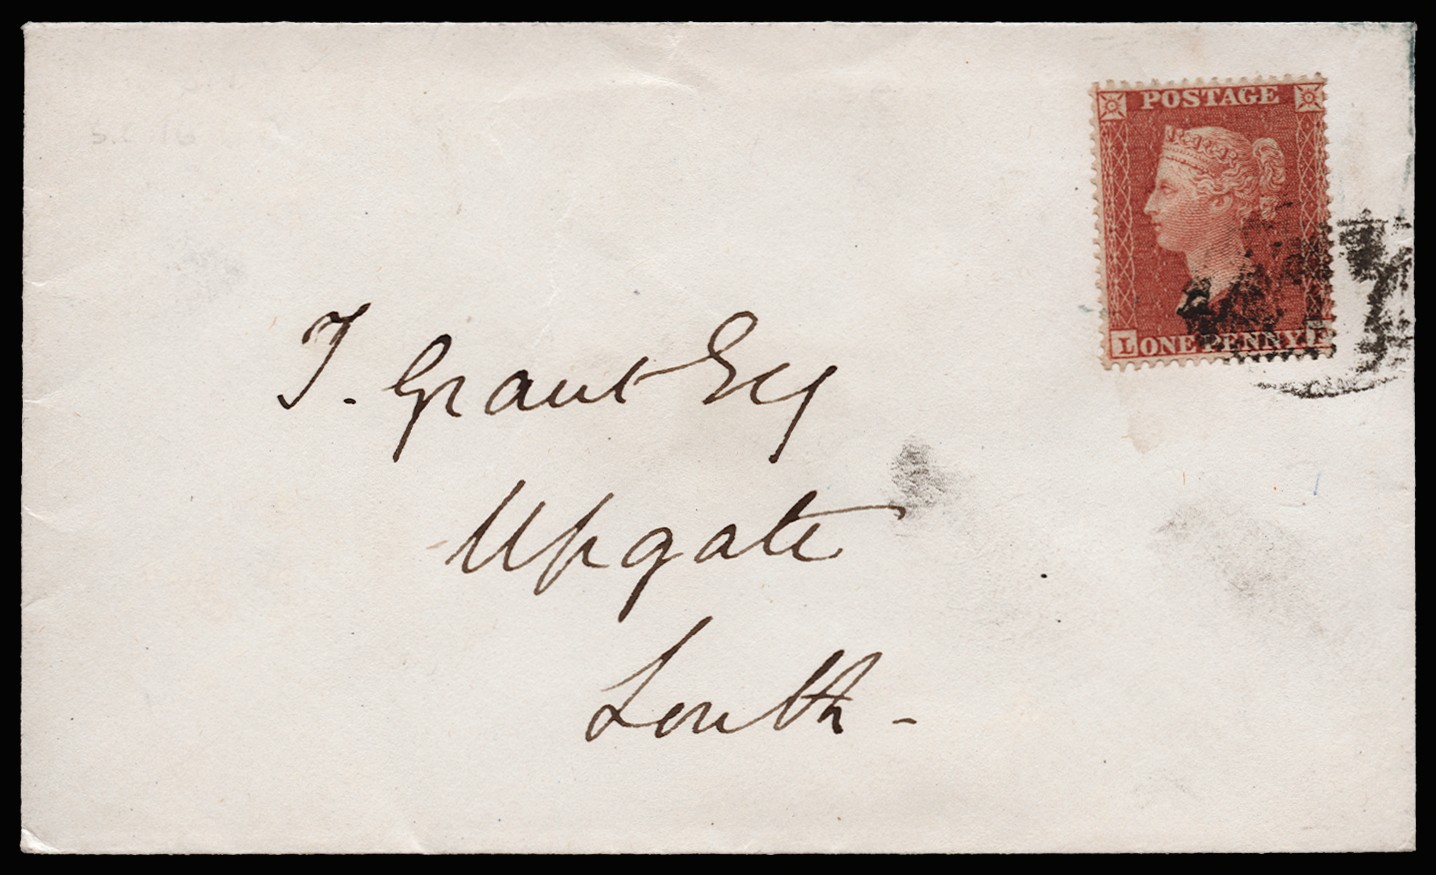 POSTAGE
L ONE PENNY F
T. Grant Esq
Upgate
Louth -